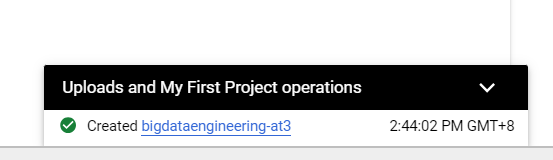 Uploads and My First Project operations
Created bigdataengineering-at3 2:44:02 PM GMT+8